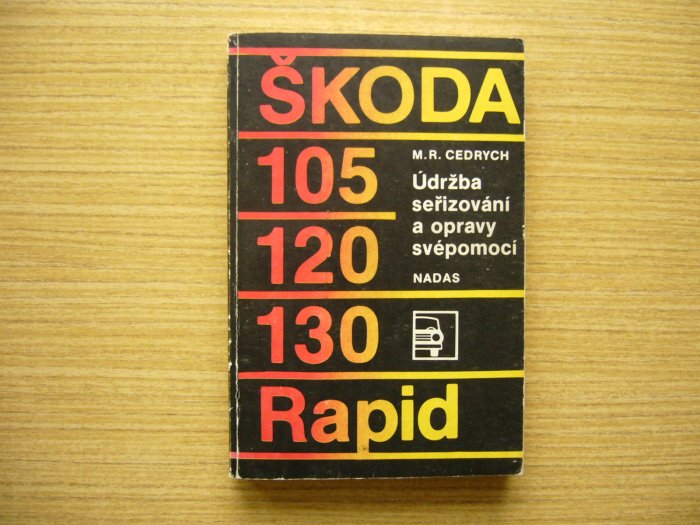 ŠKODA
105
120
130
Rapid
M.R. CEDRYCH
Údržba
seřizování
a opravy
svépomocí
NADAS